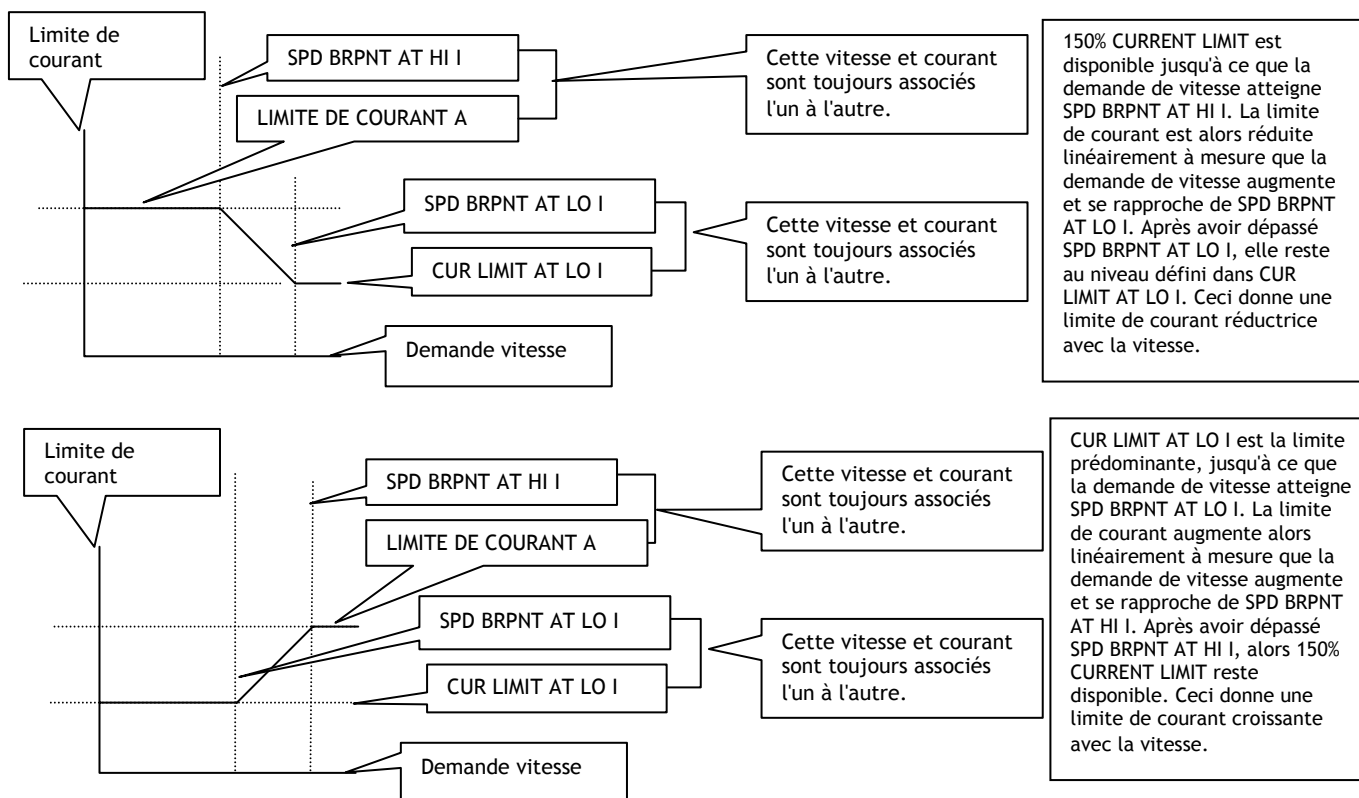 Limite de
courant
SPD BRPNT AT HI I
LIMITE DE COURANT A
Cette vitesse et courant
sont toujours associés
l'un à l'autre.
SPD BRPNT AT LO I
CUR LIMIT AT LO I
Cette vitesse et courant
sont toujours associés
l'un à l'autre.
Demande vitesse
150% CURRENT LIMIT est
disponible jusqu'à ce que la
demande de vitesse atteigne
SPD BRPNT AT HI I. La limite
de courant est alors réduite
linéairement à mesure que la
demande de vitesse augmente
et se rapproche de SPD BRPNT
AT LO I. Après avoir dépassé
SPD BRPNT AT LO I, elle reste
au niveau défini dans CUR
LIMIT AT LO I. Ceci donne une
limite de courant réductrice
avec la vitesse.
Limite de
courant
SPD BRPNT AT HI I
LIMITE DE COURANT A
Cette vitesse et courant
sont toujours associés
l'un à l'autre.
SPD BRPNT AT LO I
CUR LIMIT AT LO I
Cette vitesse et courant
sont toujours associés
l'un à l'autre.
Demande vitesse
CUR LIMIT AT LO I est la limite
prédominante, jusqu'à ce que
la demande de vitesse atteigne
SPD BRPNT AT LO I. La limite
de courant augmente alors
linéairement à mesure que la
demande de vitesse augmente
et se rapproche de SPD BRPNT
AT HI I. Après avoir dépassé
SPD BRPNT AT HI I, alors 150%
CURRENT LIMIT reste
disponible. Ceci donne une
limite de courant croissante
avec la vitesse.